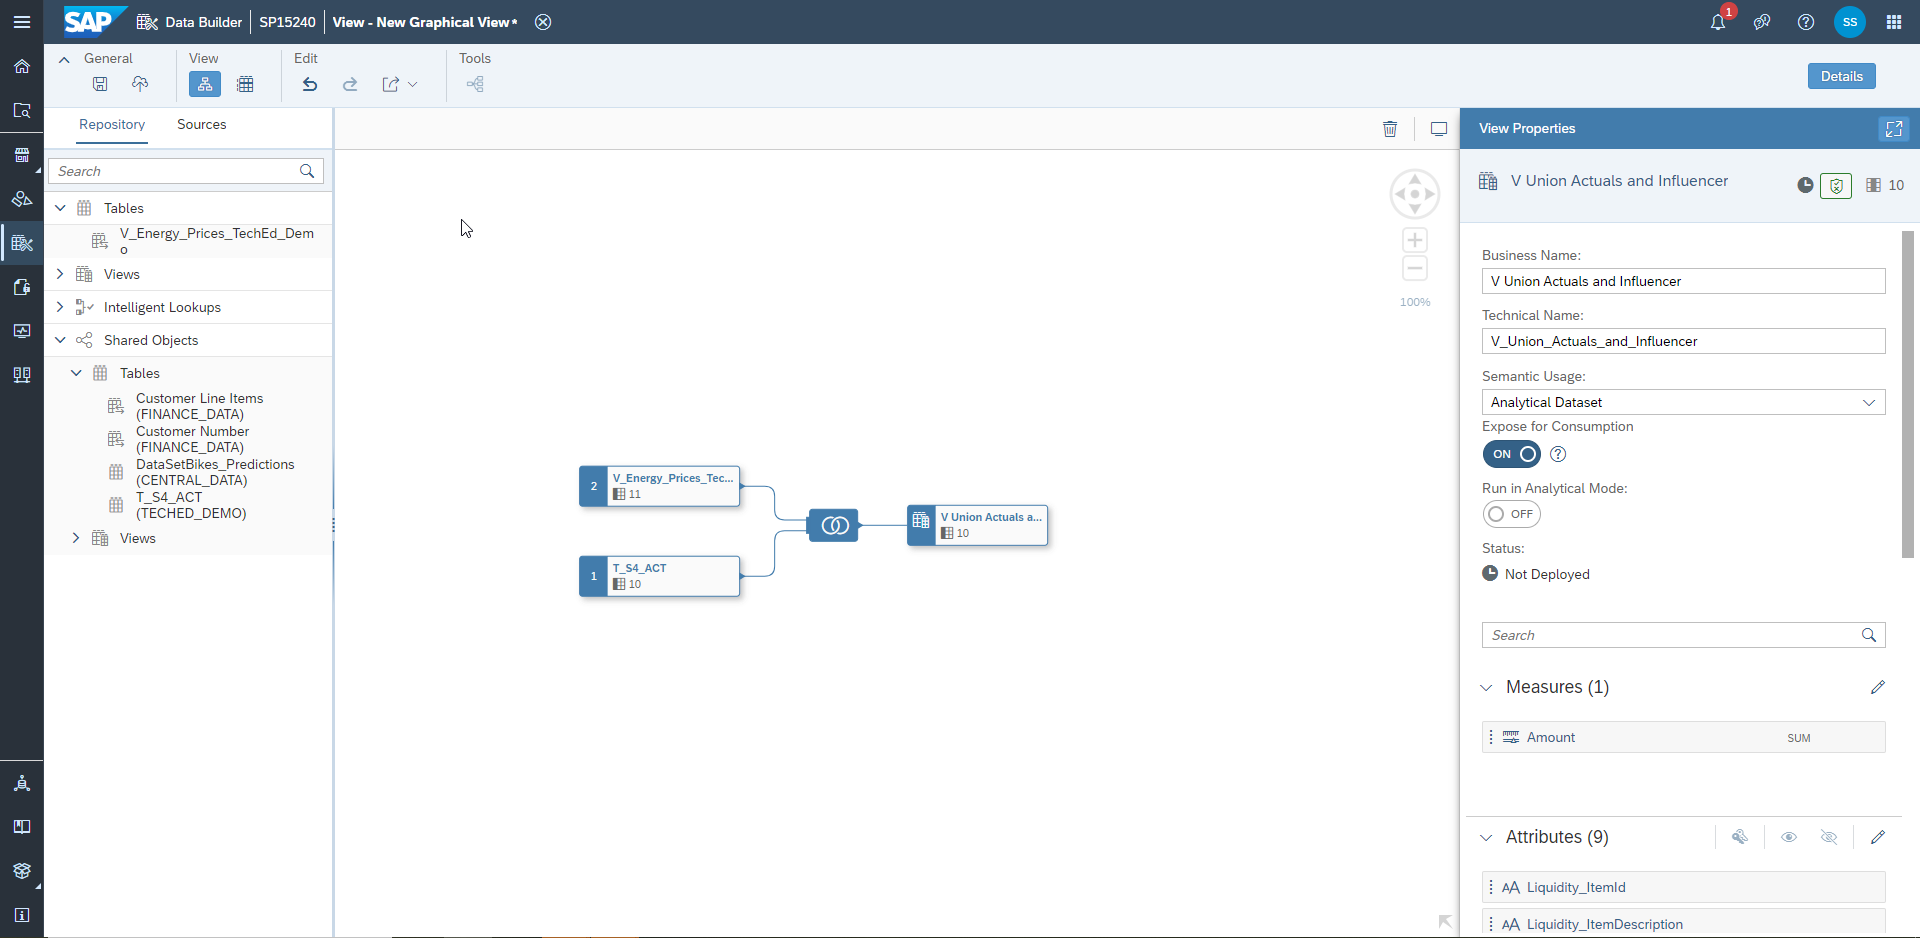 SAP
Data Builder
SP15240
View - New Graphical View*
1
SS
General
View
Edit
Tools
Details
Repository
Sources
Search
Tables
V_Energy_Prices_TechEd_Dem
o
Views
Intelligent Lookups
Shared Objects
Tables
Customer Line Items
(FINANCE_DATA)
Customer Number
(FINANCE_DATA)
DataSetBikes_Predictions
(CENTRAL_DATA)
T_S4_ACT
(TECHED_DEMO)
Views
100%
2
V_Energy_Prices_Tec...
11
1
T_S4_ACT
10
V Union Actuals a...
10
View Properties
V Union Actuals and Influencer
10
Business Name:
V Union Actuals and Influencer
Technical Name:
V_Union_Actuals_and_Influencer
Semantic Usage:
Analytical Dataset
Expose for Consumption
ON
Run in Analytical Mode:
OFF
Status:
Not Deployed
Search
Measures (1)
Amount
SUM
Attributes (9)
AA Liquidity_ItemId
AA Liquidity_ItemDescription